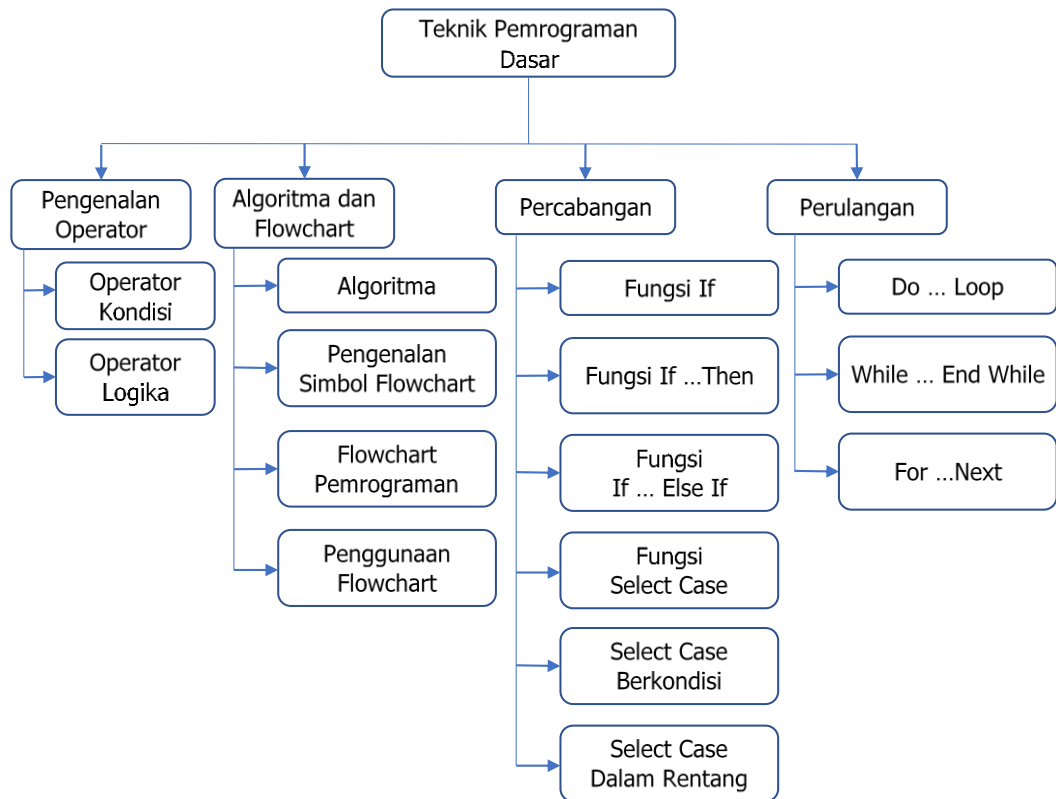 Teknik Pemrograman
Dasar
Pengenalan
Operator
Operator
Kondisi
Operator
Logika
Algoritma dan
Flowchart
Algoritma
Pengenalan
Simbol Flowchart
Flowchart
Pemrograman
Penggunaan
Flowchart
Percabangan
Fungsi If
Fungsi If ...Then
Fungsi
If ... Else If
Fungsi
Select Case
Select Case
Berkondisi
Select Case
Dalam Rentang
Perulangan
Do ... Loop
While ... End While
For ...Next